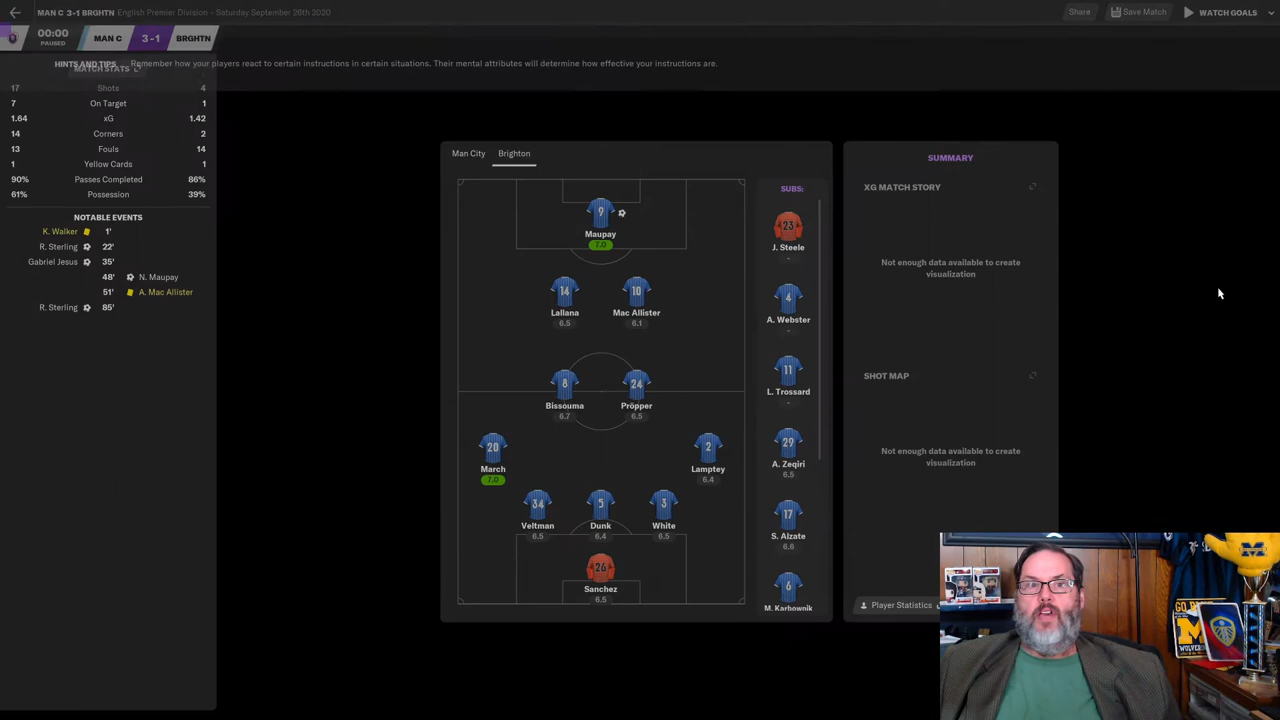 MAN C 3-1 BRGHTN English Premier Division - Saturday September 26th 2020
Share
Save Match
WATCH GOALS
00:00
PAUSED
MAN C
3-1
BRGHTN
HINTS AND TIPS Remember how your players react to certain instructions in certain situations. Their mental attributes will determine how effective your instructions are.
MATCH STATS
17 Shots 4
7 On Target 1
1.64 xG 1.42
14 Corners 2
13 Fouls 14
1 Yellow Cards 1
90% Passes Completed 86%
61% Possession 39%
NOTABLE EVENTS
K. Walker 1'
R. Sterling 22'
Gabriel Jesus 35'
48' N. Maupay
51' A. Mac Allister
R. Sterling 85'
Man City Brighton
9
Maupay
7.0
14 10
Lallana Mac Allister
6.5 6.1
8 24
Bissouma Pröpper
6.7 6.5
20 2
March Lamptey
7.0 6.4
34 5 3
Veltman Dunk White
6.5 6.4 6.5
26
Sanchez
6.5
SUBS:
23
J. Steele
-
4
A. Webster
-
11
L. Trossard
-
29
A. Zeqiri
6.5
17
S. Alzate
6.6
6
M. Karbownik
SUMMARY
XG MATCH STORY
Not enough data available to create
visualization
SHOT MAP
Not enough data available to create
visualization
Player Statistics
M
GO B
M
WOLVERI